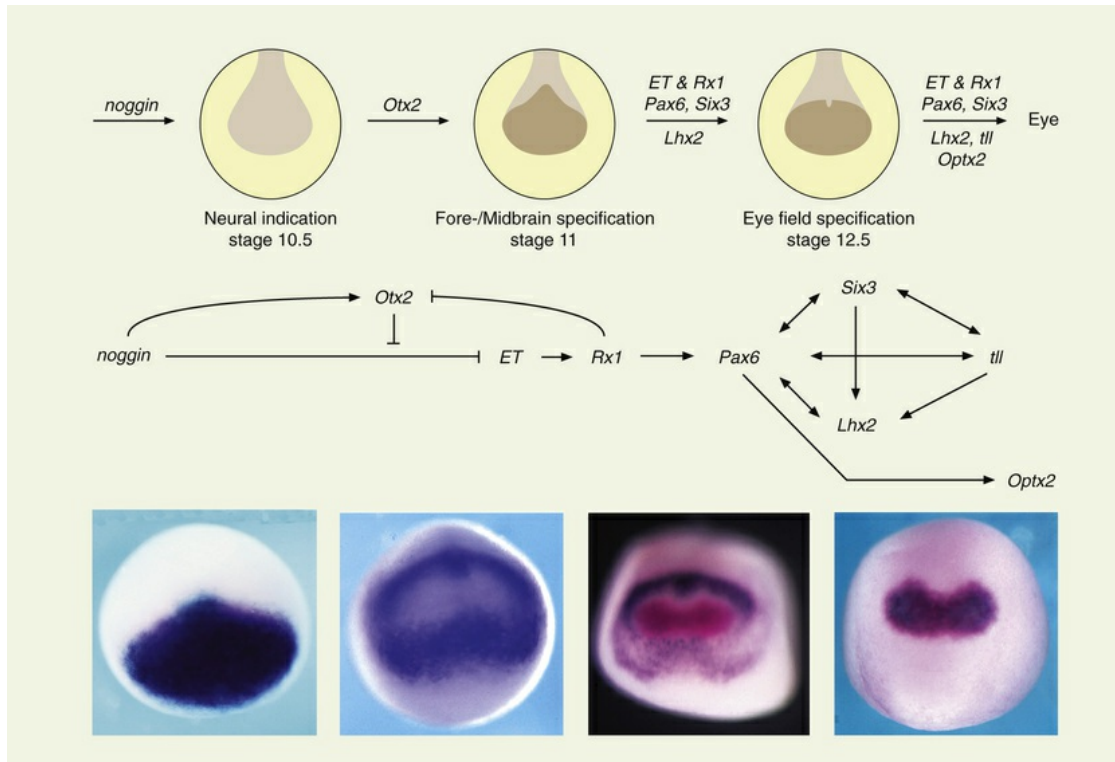 noggin
Neural indication
stage 10.5
Otx2
Fore-/Midbrain specification
stage 11
ET & Rx1
Pax6, Six3
Lhx2
Eye field specification
stage 12.5
ET & Rx1
Pax6, Six3
Lhx2, tll
Optx2
Eye
Otx2
Six3
noggin
ET
Rx1
Pax6
tll
Lhx2
Optx2